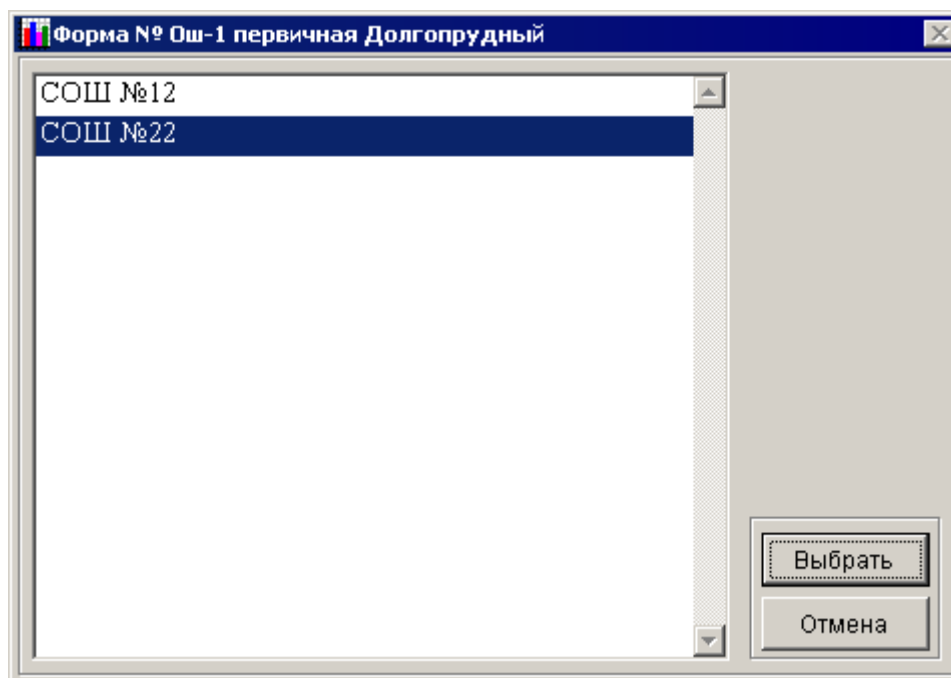 Форма № Ош-1 первичная Долгопрудный
СОШ №12
СОШ №22
Выбрать
Отмена